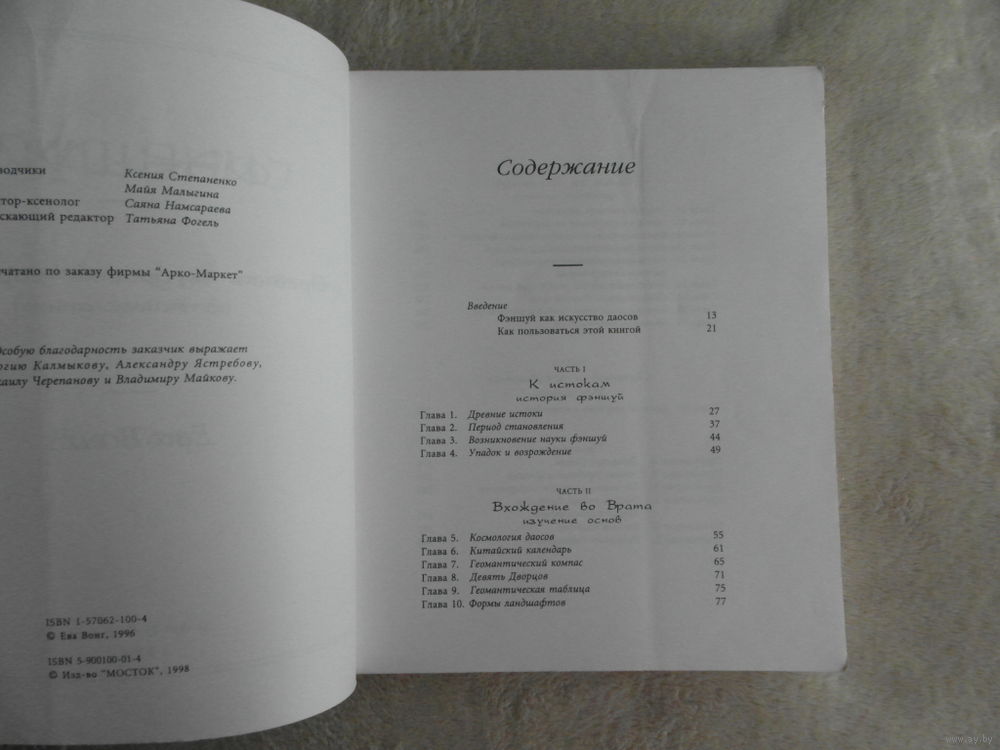 водчики Ксения Степаненко
Майя Малыгина
ктор-ксенолог Саяна Намсараева
скающий редактор Татьяна Фогель
чатано по заказу фирмы "Арко-Маркет"
Особую благодарность заказчик выражает
ргию Калмыкову, Александру Ястребову,
аилу Черепанову и Владимиру Майкову.
ISBN 1-57062-100-4
© Ева Вонг, 1996
ISBN 5-900100-01-4
© Изд-во "МОСТОК", 1998
Содержание
Введение
Фэншуй как искусство даосов 13
Как пользоваться этой книгой 21
ЧАСТЬ I
К истокам
история фэншуй
Глава 1. Древние истоки 27
Глава 2. Период становления 37
Глава 3. Возникновение науки фэншуй 44
Глава 4. Упадок и возрождение 49
ЧАСТЬ II
Вхождение во Врата
изучение основ
Глава 5. Космология даосов 55
Глава 6. Китайский календарь 61
Глава 7. Геомантический компас 65
Глава 8. Девять Дворцов 71
Глава 9. Геомантическая таблица 75
Глава 10. Формы ландшафтов 77
www.ay.by